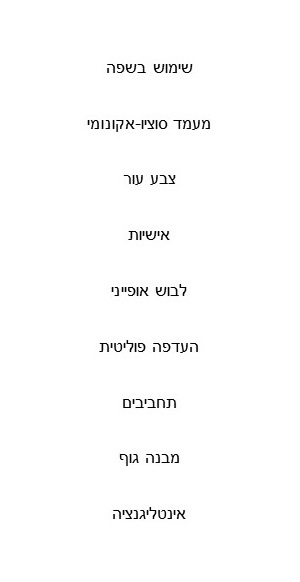 שימוש בשפה
מעמד סוציו-אקונומי
צבע עור
אישיות
לבוש אופייני
העדפה פוליטית
תחביבים
מבנה גוף
אינטליגנציה